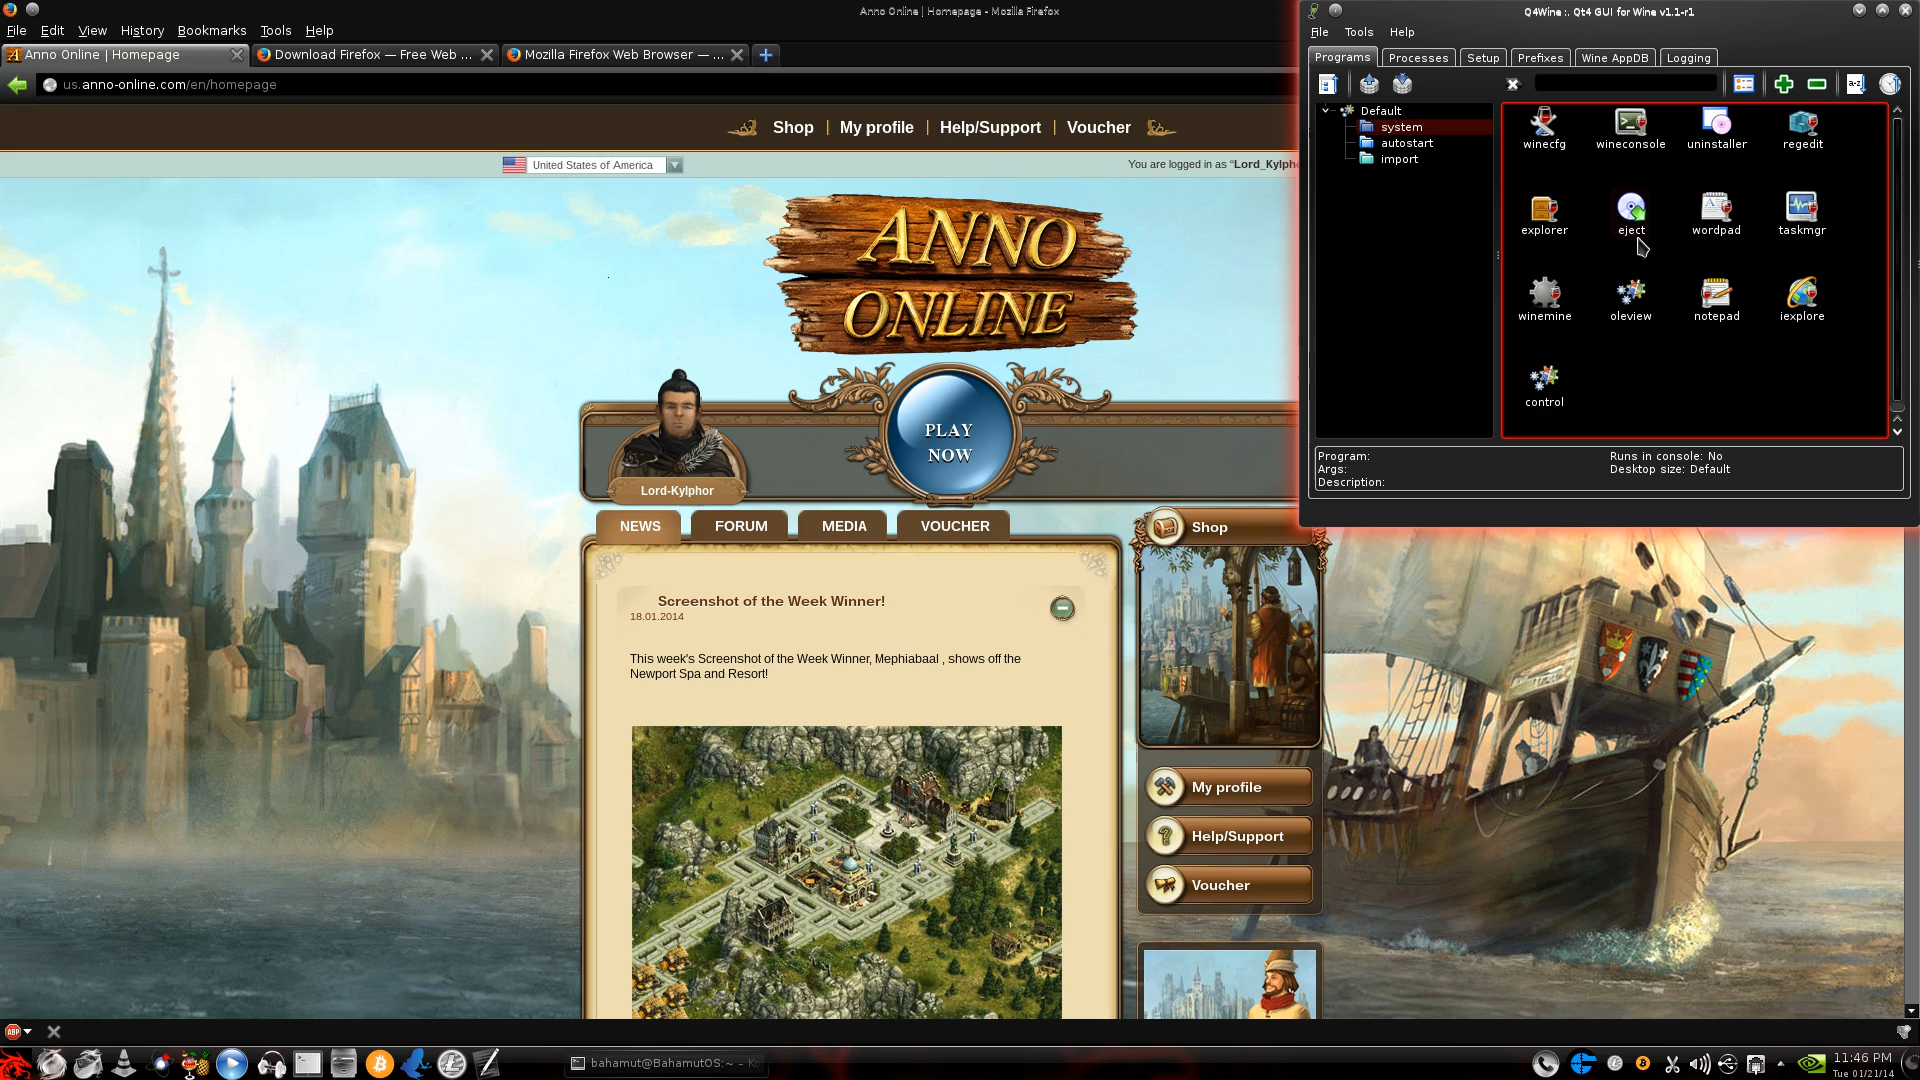 Anno Online | Homepage - Mozilla Firefox
File Edit View History Bookmarks Tools Help
Anno Online | Homepage
Download Firefox — Free Web ...
Mozilla Firefox Web Browser — ...
us.anno-online.com/en/homepage
Shop | My profile | Help/Support | Voucher
United States of America
You are logged in as "Lord_Kylpho
ANNO
ONLINE
PLAY
NOW
Lord-Kylphor
NEWS
FORUM
MEDIA
VOUCHER
Screenshot of the Week Winner!
18.01.2014
This week's Screenshot of the Week Winner, Mephiabaal , shows off the
Newport Spa and Resort!
Shop
My profile
Help/Support
Voucher
Q4Wine :. Qt4 GUI for Wine v1.1-r1
File Tools Help
Programs
Processes
Setup
Prefixes
Wine AppDB
Logging
a-z
Default
system
autostart
import
winecfg
wineconsole
uninstaller
regedit
explorer
eject
wordpad
taskmgr
winemine
oleview
notepad
iexplore
control
Program:
Args:
Description:
Runs in console: No
Desktop size: Default
ABP
bahamut@BahamutOS:~ - K
11:46 PM
Tue 01/21/14